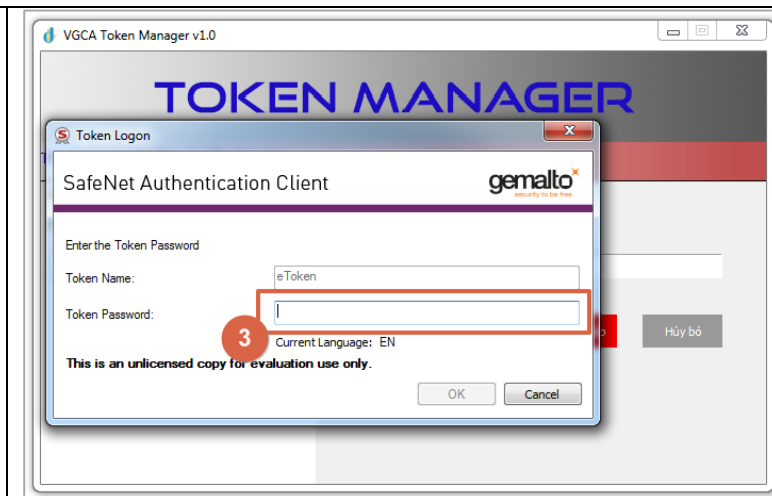 VGCA Token Manager v1.0
TOKEN MANAGER
Token Logon
SafeNet Authentication Client
gemalto
security to be free
Enter the Token Password
Token Name: eToken
Token Password:
3
Current Language: EN
This is an unlicensed copy for evaluation use only.
Hủy bỏ
OK Cancel